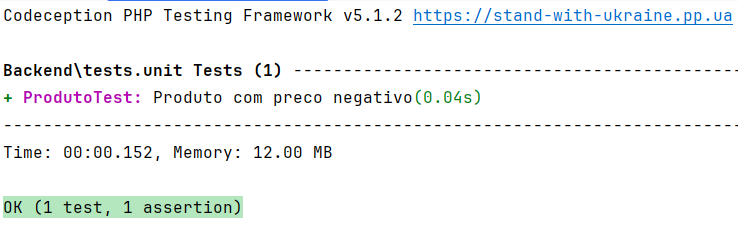 Codeception PHP Testing Framework v5.1.2 https://stand-with-ukraine.pp.ua
Backend\tests.unit Tests (1) -----------------------------------------------
+ ProdutoTest: Produto com preco negativo(0.04s)
----------------------------------------------------------------------------
Time: 00:00.152, Memory: 12.00 MB
OK (1 test, 1 assertion)